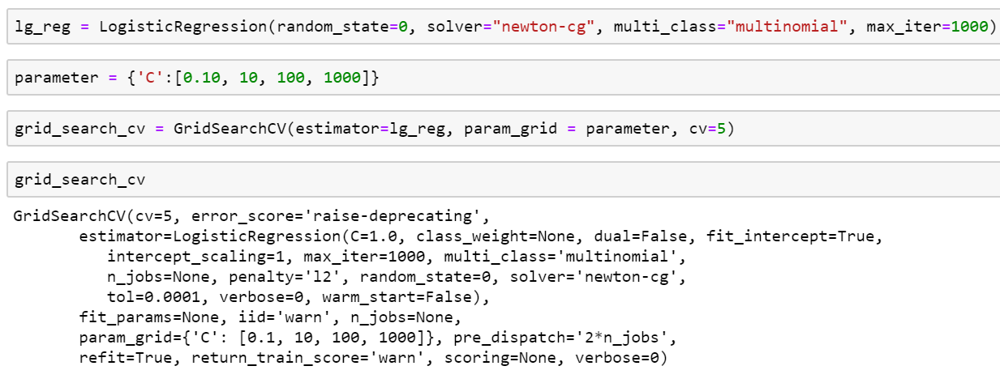 lg_reg = LogisticRegression(random_state=0, solver="newton-cg", multi_class="multinomial", max_iter=1000)
parameter = {'C':[0.10, 10, 100, 1000]}
grid_search_cv = GridSearchCV(estimator=lg_reg, param_grid = parameter, cv=5)
grid_search_cv
GridSearchCV(cv=5, error_score='raise-deprecating',
       estimator=LogisticRegression(C=1.0, class_weight=None, dual=False, fit_intercept=True,
          intercept_scaling=1, max_iter=1000, multi_class='multinomial',
          n_jobs=None, penalty='l2', random_state=0, solver='newton-cg',
          tol=0.0001, verbose=0, warm_start=False),
       fit_params=None, iid='warn', n_jobs=None,
       param_grid={'C': [0.1, 10, 100, 1000]}, pre_dispatch='2*n_jobs',
       refit=True, return_train_score='warn', scoring=None, verbose=0)